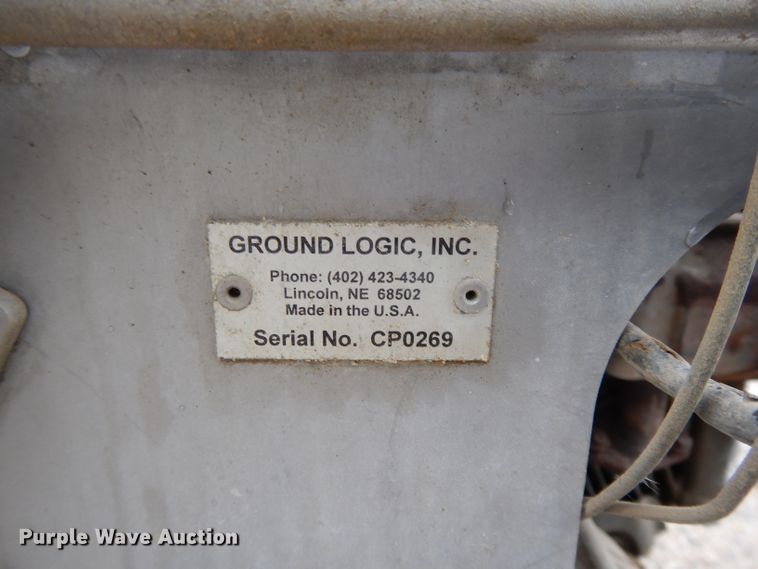 GROUND LOGIC, INC.
Phone: (402) 423-4340
Lincoln, NE 68502
Made in the U.S.A.
Serial No. CP0269
Purple Wave Auction